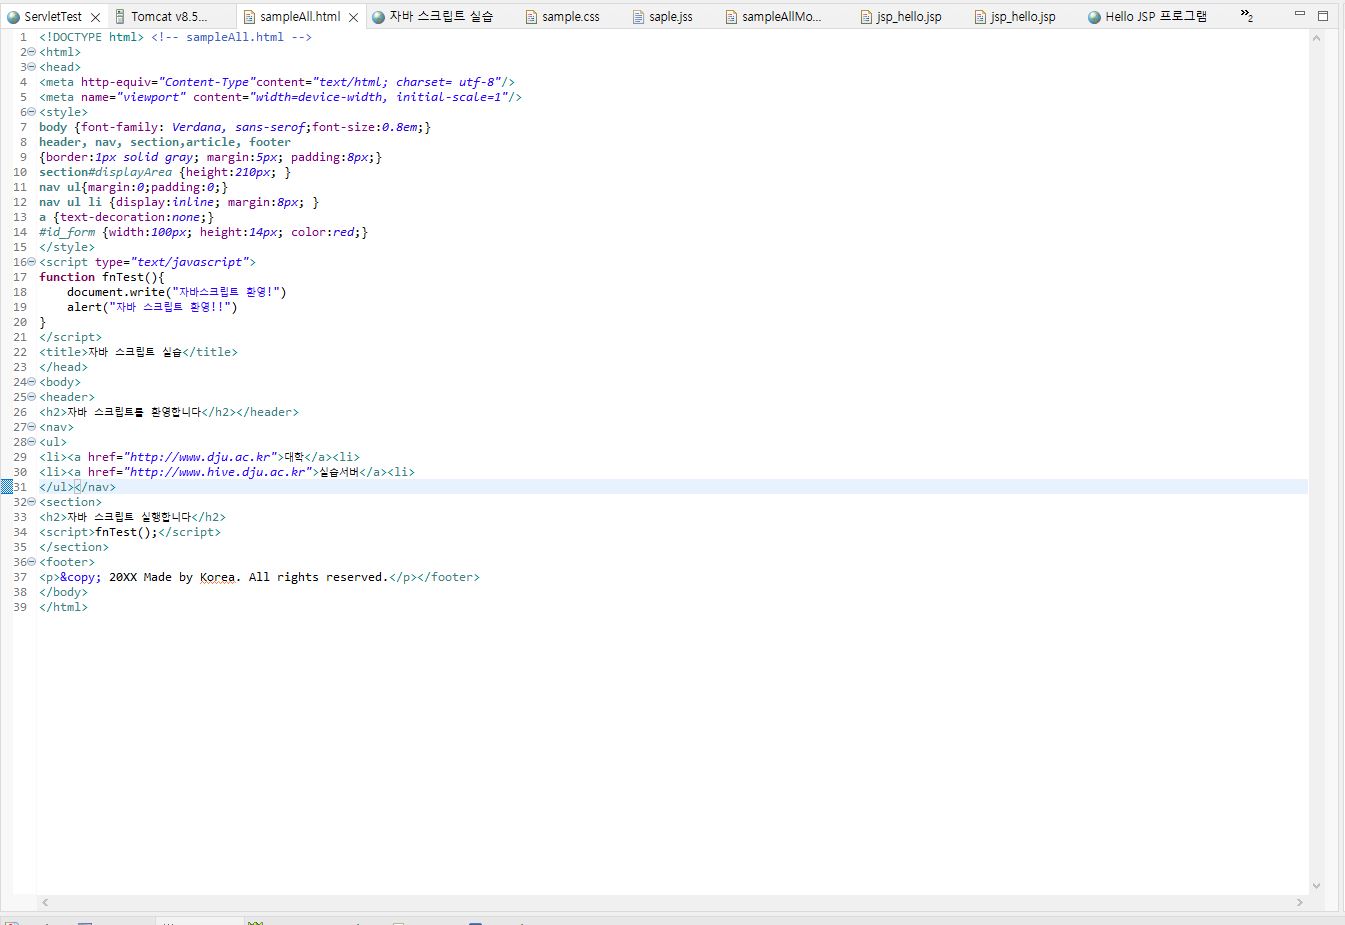 ServletTest Tomcat v8.5... sampleAll.html 자바 스크립트 실습 sample.css saple.jss sampleAllMo... jsp_hello.jsp jsp_hello.jsp Hello JSP 프로그램 2
1 <!DOCTYPE html> <!-- sampleAll.html -->
2 <html>
3 <head>
4 <meta http-equiv="Content-Type"content="text/html; charset= utf-8"/>
5 <meta name="viewport" content="width=device-width, initial-scale=1"/>
6 <style>
7 body {font-family: Verdana, sans-serof;font-size:0.8em;}
8 header, nav, section,article, footer
9 {border:1px solid gray; margin:5px; padding:8px;}
10 section#displayArea {height:210px; }
11 nav ul{margin:0;padding:0;}
12 nav ul li {display:inline; margin:8px; }
13 a {text-decoration:none;}
14 #id_form {width:100px; height:14px; color:red;}
15 </style>
16 <script type="text/javascript">
17 function fnTest(){
18 document.write("자바스크립트 환영!")
19 alert("자바 스크립트 환영!!")
20 }
21 </script>
22 <title>자바 스크립트 실습</title>
23 </head>
24 <body>
25 <header>
26 <h2>자바 스크립트를 환영합니다</h2></header>
27 <nav>
28 <ul>
29 <li><a href="http://www.dju.ac.kr">대학</a><li>
30 <li><a href="http://www.hive.dju.ac.kr">실습서버</a><li>
31 </ul></nav>
32 <section>
33 <h2>자바 스크립트 실행합니다</h2>
34 <script>fnTest();</script>
35 </section>
36 <footer>
37 <p>&copy; 20XX Made by Korea. All rights reserved.</p></footer>
38 </body>
39 </html>